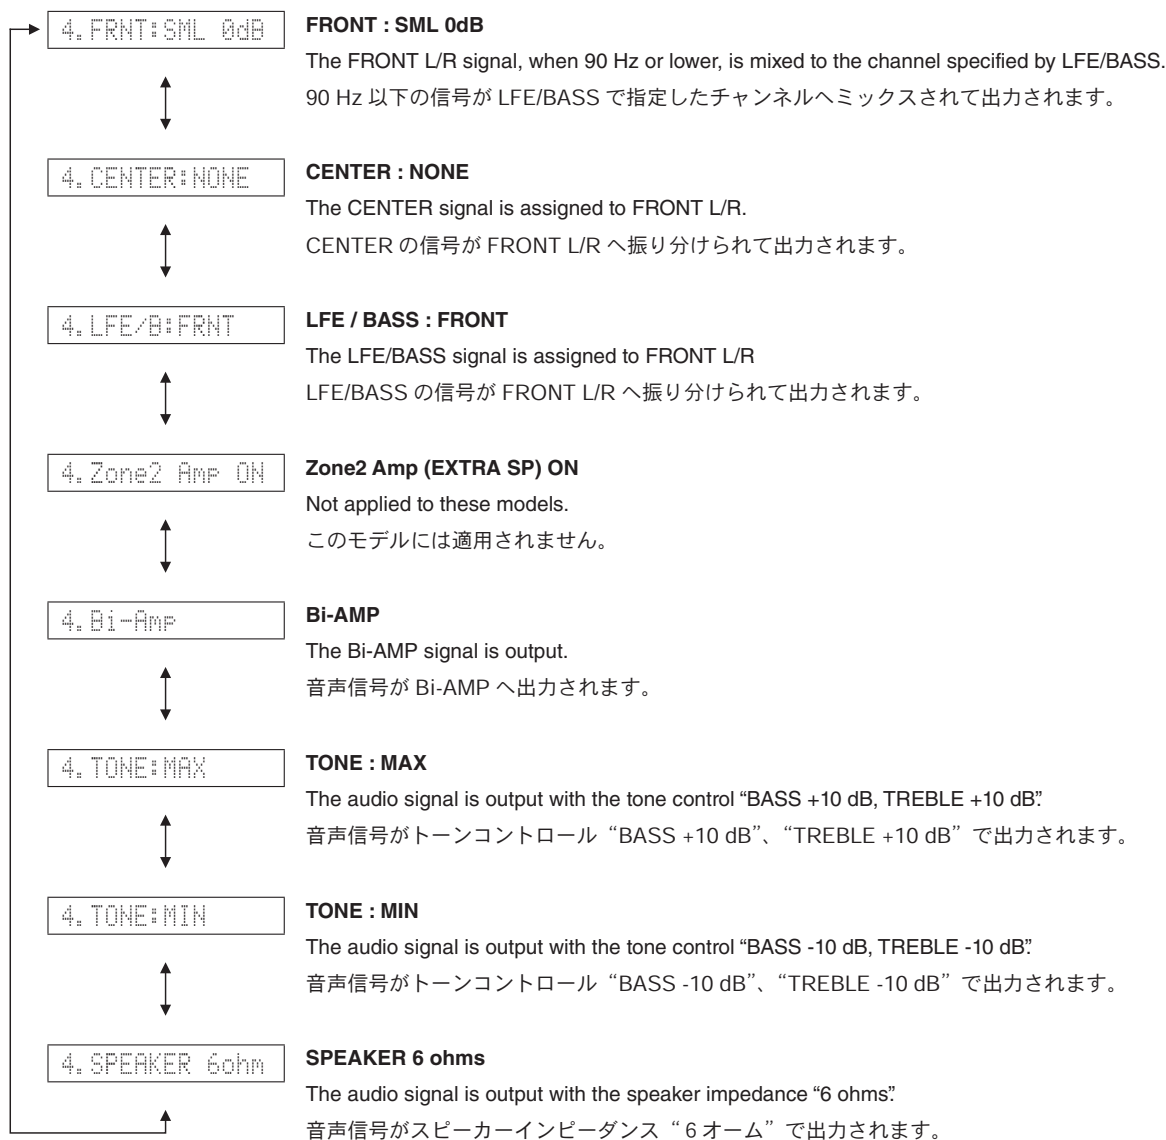 4.FRNT:SML 0dB
FRONT : SML 0dB
The FRONT L/R signal, when 90 Hz or lower, is mixed to the channel specified by LFE/BASS.
90 Hz 以下の信号が LFE/BASS で指定したチャンネルへミックスされて出力されます。
4.CENTER:NONE
CENTER : NONE
The CENTER signal is assigned to FRONT L/R.
CENTER の信号が FRONT L/R へ振り分けられて出力されます。
4.LFE/B:FRNT
LFE / BASS : FRONT
The LFE/BASS signal is assigned to FRONT L/R
LFE/BASS の信号が FRONT L/R へ振り分けられて出力されます。
4.Zone2 Amp ON
Zone2 Amp (EXTRA SP) ON
Not applied to these models.
このモデルには適用されません。
4.Bi-Amp
Bi-AMP
The Bi-AMP signal is output.
音声信号が Bi-AMP へ出力されます。
4.TONE:MAX
TONE : MAX
The audio signal is output with the tone control “BASS +10 dB, TREBLE +10 dB”.
音声信号がトーンコントロール“BASS +10 dB”、“TREBLE +10 dB”で出力されます。
4.TONE:MIN
TONE : MIN
The audio signal is output with the tone control “BASS -10 dB, TREBLE -10 dB”.
音声信号がトーンコントロール“BASS -10 dB”、“TREBLE -10 dB”で出力されます。
4.SPEAKER 6ohm
SPEAKER 6 ohms
The audio signal is output with the speaker impedance “6 ohms”.
音声信号がスピーカーインピーダンス“ 6 オーム”で出力されます。